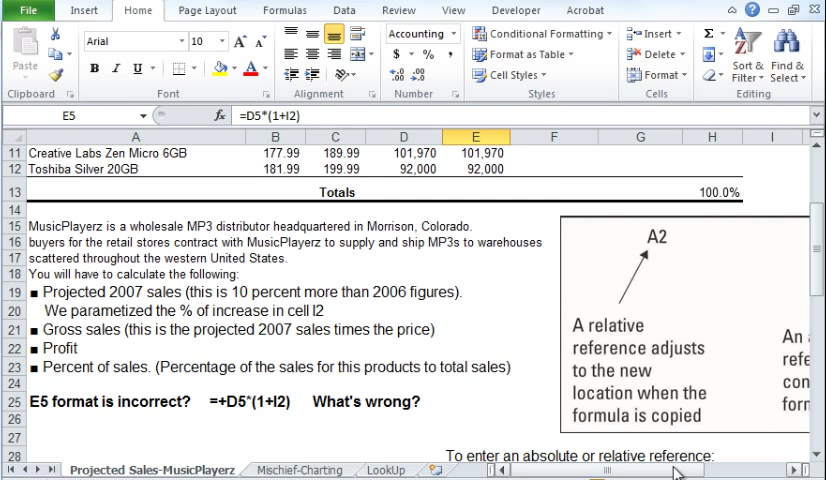 File Insert Home Page Layout Formulas Data Review View Developer Acrobat
Arial 10 A A Accounting Conditional Formatting Insert Σ
Paste B I U A $ % , Format as Table Delete Sort & Find &
.0 .00 .00 .0 Cell Styles Format Filter Select
Clipboard Font Alignment Number Styles Cells Editing
E5 fx =D5*(1+I2)
A B C D E F G H I
11 Creative Labs Zen Micro 6GB 177.99 189.99 101,970 101,970
12 Toshiba Silver 20GB 181.99 199.99 92,000 92,000
13 Totals 100.0%
14
15 MusicPlayerz is a wholesale MP3 distributor headquartered in Morrison, Colorado.
16 buyers for the retail stores contract with MusicPlayerz to supply and ship MP3s to warehouses
17 scattered throughout the western United States.
18 You will have to calculate the following:
19 ■ Projected 2007 sales (this is 10 percent more than 2006 figures).
20 We parametized the % of increase in cell I2
21 ■ Gross sales (this is the projected 2007 sales times the price)
22 ■ Profit
23 ■ Percent of sales. (Percentage of the sales for this products to total sales)
24
25 E5 format is incorrect? =+D5*(1+I2) What's wrong?
26
27
28 To enter an absolute or relative reference:
A2
A relative
reference adjusts
to the new
location when the
formula is copied
An
refe
con
form
Projected Sales-MusicPlayerz Mischief-Charting LookUp